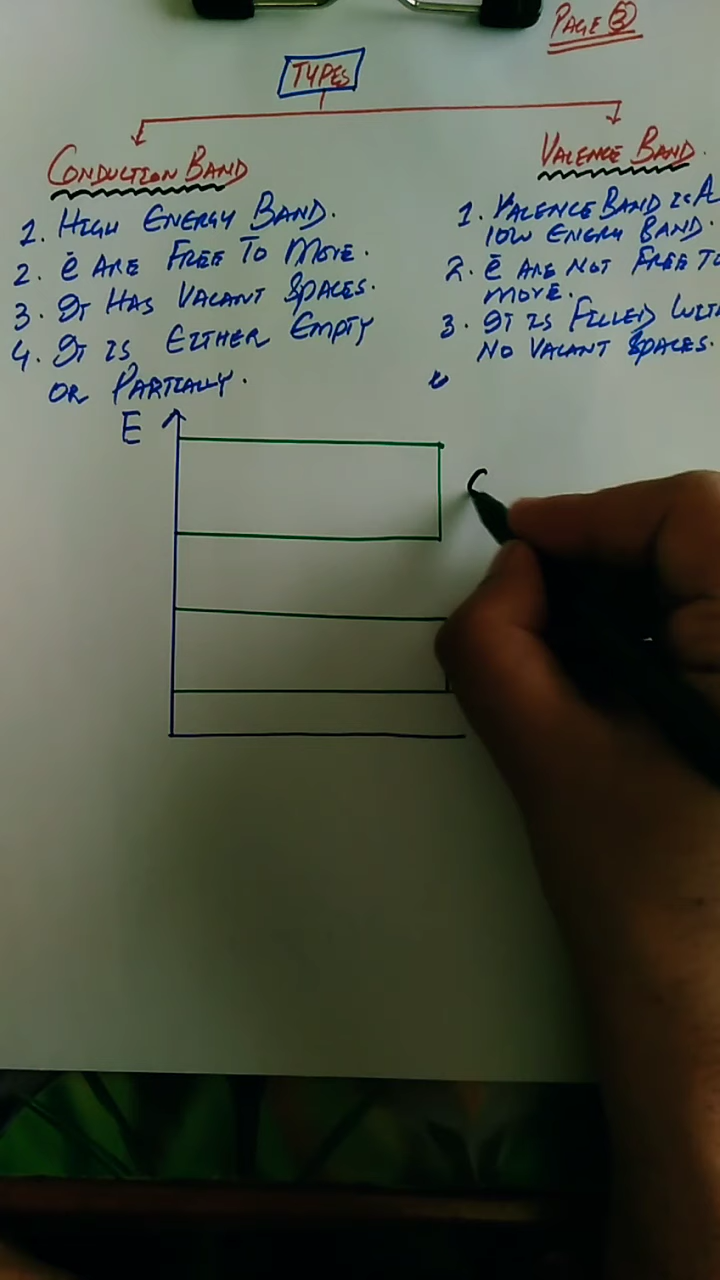 PAGE 3
TYPES
CONDUCTION BAND
1. HIGH ENERGY BAND.
2. ē ARE FREE TO MOVE.
3. IT HAS VACANT SPACES.
4. IT IS EITHER EMPTY
OR PARTIALLY.
VALENCE BAND.
1. VALENCE BAND IS A
LOW ENERGY BAND.
2. ē ARE NOT FREE TO
MOVE.
3. IT IS FILLED WITH
NO VACANT SPACES.
E
C